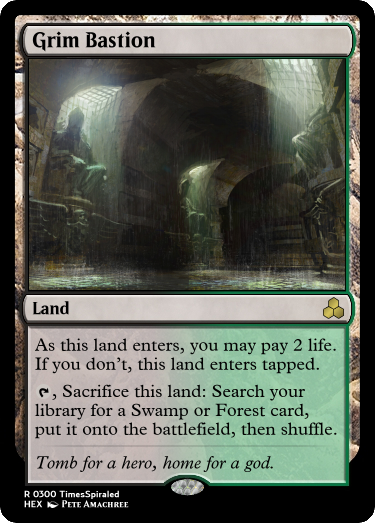 Grim Bastion
Land
As this land enters, you may pay 2 life.
If you don't, this land enters tapped.
, Sacrifice this land: Search your
library for a Swamp or Forest card,
put it onto the battlefield, then shuffle.
Tomb for a hero, home for a god.
R 0300 TimesSpiraled
HEX Pete Amachree